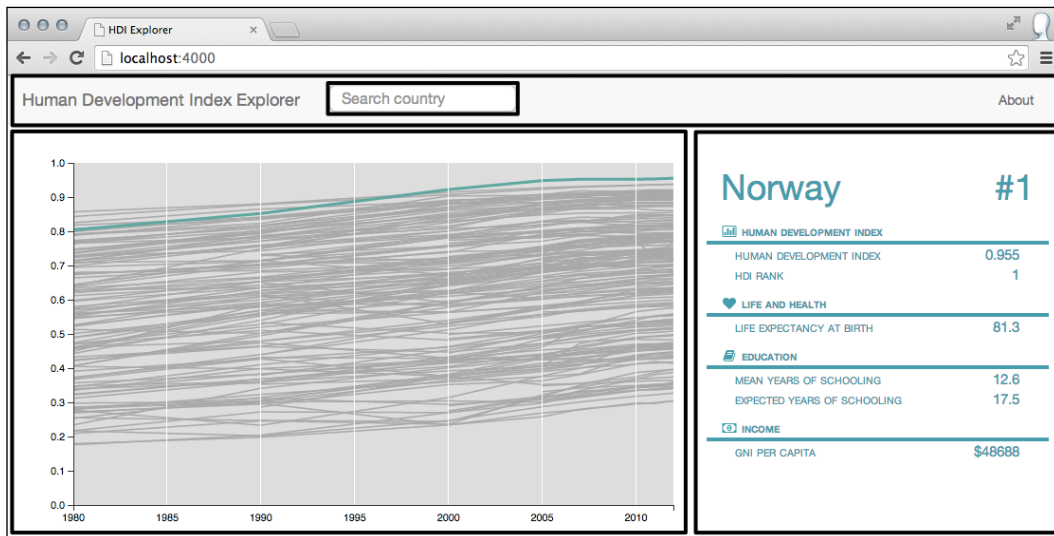 HDI Explorer
localhost:4000
Human Development Index Explorer Search country About
1.0
0.9
0.8
0.7
0.6
0.5
0.4
0.3
0.2
0.1
0.0
1980 1985 1990 1995 2000 2005 2010
Norway #1
HUMAN DEVELOPMENT INDEX
HUMAN DEVELOPMENT INDEX 0.955
HDI RANK 1
LIFE AND HEALTH
LIFE EXPECTANCY AT BIRTH 81.3
EDUCATION
MEAN YEARS OF SCHOOLING 12.6
EXPECTED YEARS OF SCHOOLING 17.5
INCOME
GNI PER CAPITA $48688